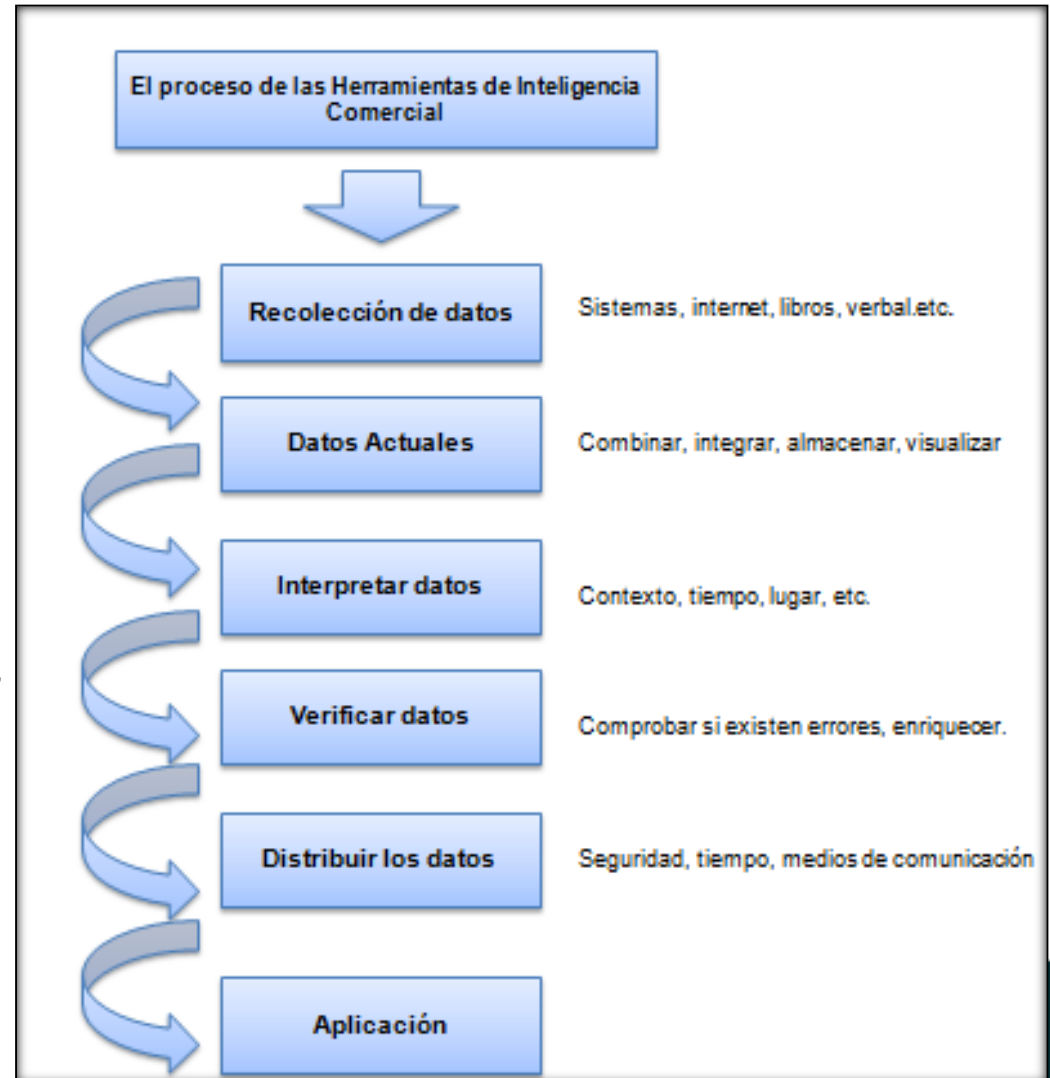 El proceso de las Herramientas de Inteligencia
Comercial
Recolección de datos
Sistemas, internet, libros, verbal.etc.
Datos Actuales
Combinar, integrar, almacenar, visualizar
Interpretar datos
Contexto, tiempo, lugar, etc.
Verificar datos
Comprobar si existen errores, enriquecer.
Distribuir los datos
Seguridad, tiempo, medios de comunicación
Aplicación